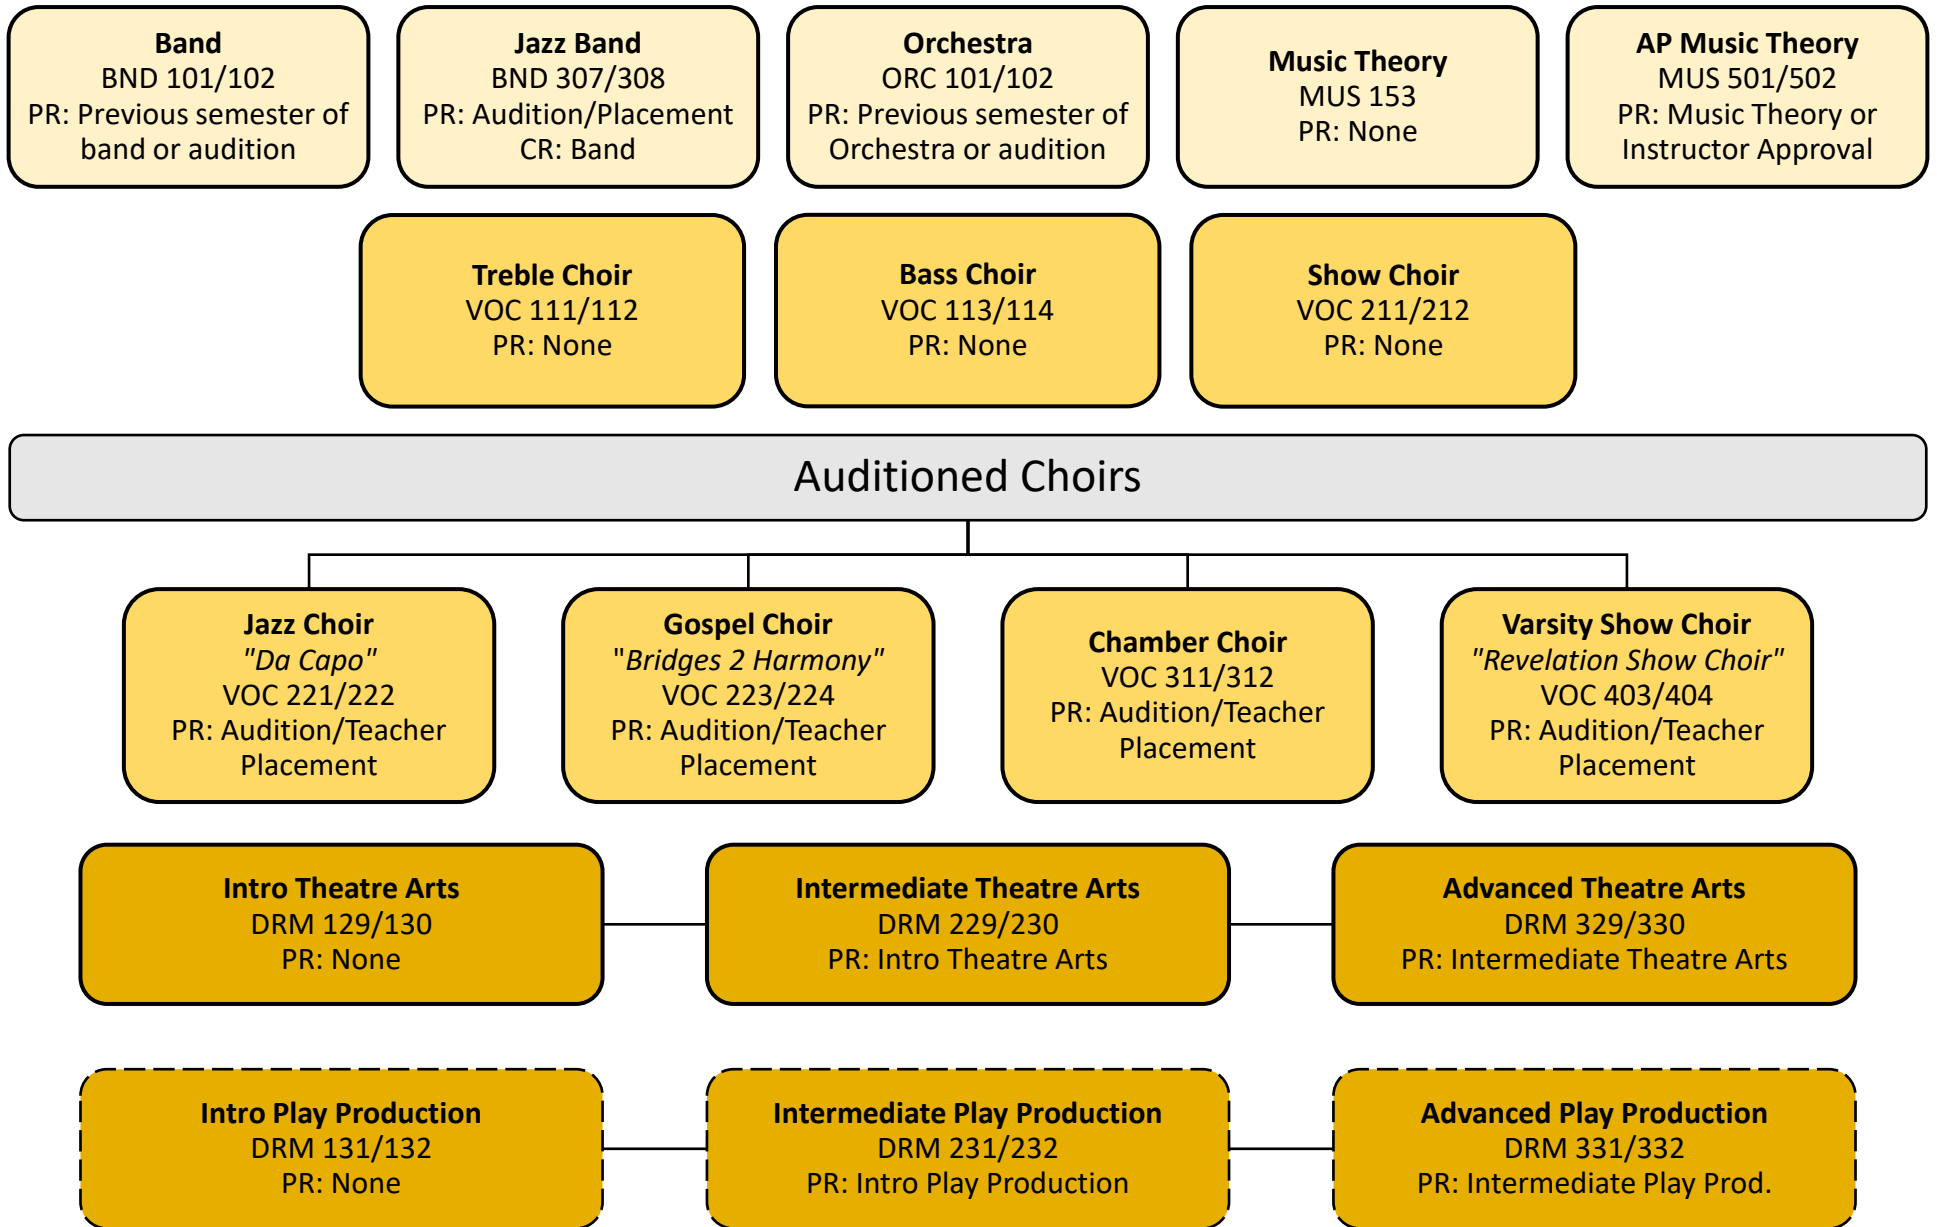 Band
BND 101/102
PR: Previous semester of
band or audition
Jazz Band
BND 307/308
PR: Audition/Placement
CR: Band
Orchestra
ORC 101/102
PR: Previous semester of
Orchestra or audition
Music Theory
MUS 153
PR: None
AP Music Theory
MUS 501/502
PR: Music Theory or
Instructor Approval
Treble Choir
VOC 111/112
PR: None
Bass Choir
VOC 113/114
PR: None
Show Choir
VOC 211/212
PR: None
Auditioned Choirs
Jazz Choir
"Da Capo"
VOC 221/222
PR: Audition/Teacher
Placement
Gospel Choir
"Bridges 2 Harmony"
VOC 223/224
PR: Audition/Teacher
Placement
Chamber Choir
VOC 311/312
PR: Audition/Teacher
Placement
Varsity Show Choir
"Revelation Show Choir"
VOC 403/404
PR: Audition/Teacher
Placement
Intro Theatre Arts
DRM 129/130
PR: None
Intermediate Theatre Arts
DRM 229/230
PR: Intro Theatre Arts
Advanced Theatre Arts
DRM 329/330
PR: Intermediate Theatre Arts
Intro Play Production
DRM 131/132
PR: None
Intermediate Play Production
DRM 231/232
PR: Intro Play Production
Advanced Play Production
DRM 331/332
PR: Intermediate Play Prod.